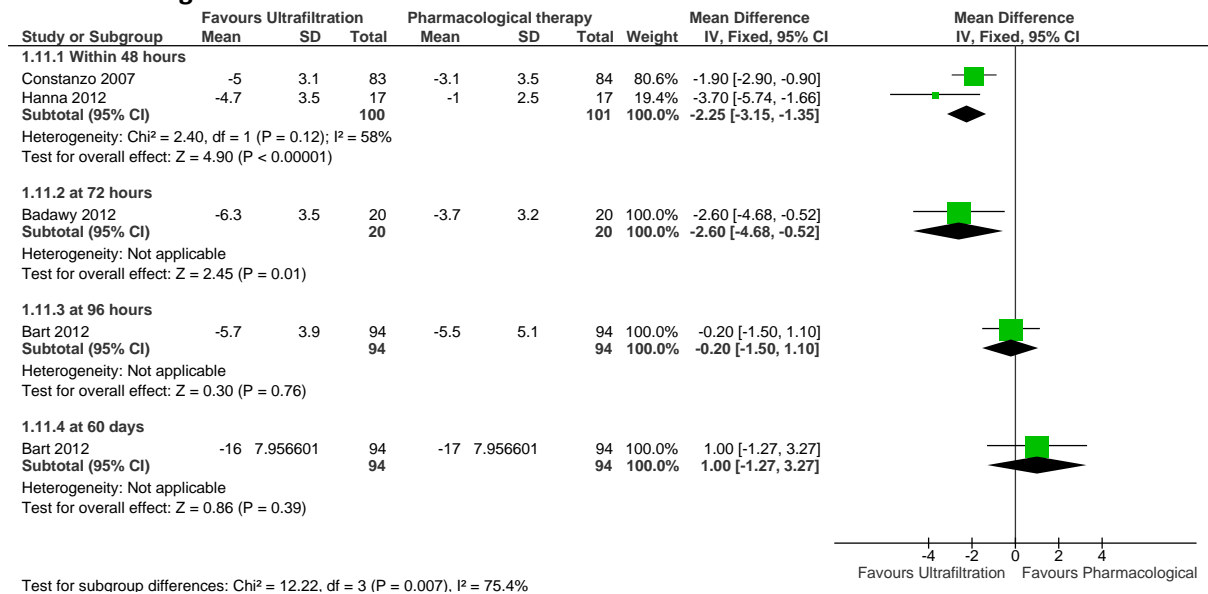 Favours Ultrafiltration Pharmacological therapy Mean Difference Mean Difference
Study or Subgroup Mean SD Total Mean SD Total Weight IV, Fixed, 95% CI IV, Fixed, 95% CI
1.11.1 Within 48 hours
Constanzo 2007 -5 3.1 83 -3.1 3.5 84 80.6% -1.90 [-2.90, -0.90]
Hanna 2012 -4.7 3.5 17 -1 2.5 17 19.4% -3.70 [-5.74, -1.66]
Subtotal (95% CI) 100 101 100.0% -2.25 [-3.15, -1.35]
Heterogeneity: Chi² = 2.40, df = 1 (P = 0.12); I² = 58%
Test for overall effect: Z = 4.90 (P < 0.00001)
1.11.2 at 72 hours
Badawy 2012 -6.3 3.5 20 -3.7 3.2 20 100.0% -2.60 [-4.68, -0.52]
Subtotal (95% CI) 20 20 100.0% -2.60 [-4.68, -0.52]
Heterogeneity: Not applicable
Test for overall effect: Z = 2.45 (P = 0.01)
1.11.3 at 96 hours
Bart 2012 -5.7 3.9 94 -5.5 5.1 94 100.0% -0.20 [-1.50, 1.10]
Subtotal (95% CI) 94 94 100.0% -0.20 [-1.50, 1.10]
Heterogeneity: Not applicable
Test for overall effect: Z = 0.30 (P = 0.76)
1.11.4 at 60 days
Bart 2012 -16 7.956601 94 -17 7.956601 94 100.0% 1.00 [-1.27, 3.27]
Subtotal (95% CI) 94 94 100.0% 1.00 [-1.27, 3.27]
Heterogeneity: Not applicable
Test for overall effect: Z = 0.86 (P = 0.39)
-4 -2 0 2 4
Favours Ultrafiltration Favours Pharmacological
Test for subgroup differences: Chi² = 12.22, df = 3 (P = 0.007), I² = 75.4%